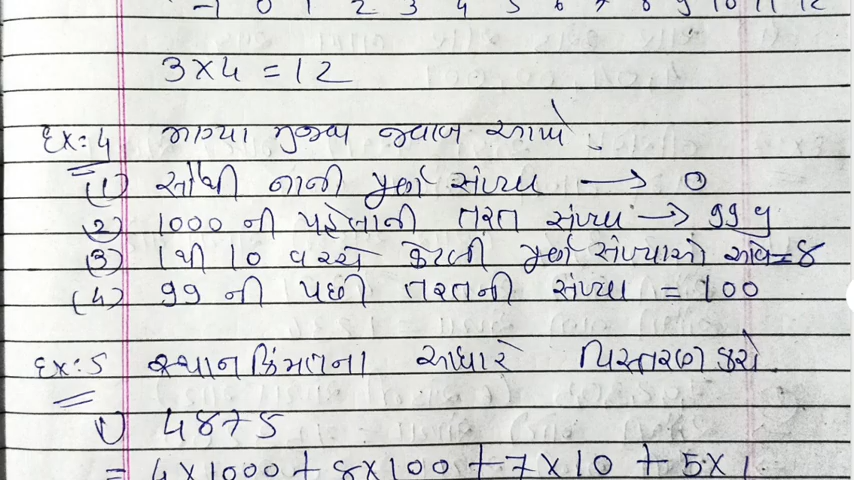 -1 0 1 2 3 4 5 6 7 8 9 10 11 12
3×4 = 12
Ex:4 માગ્યા મુજબ જવાબ આપો.
(1) સૌથી નાની પૂર્ણ સંખ્યા → 0
(2) 1000 ની પહેલાની તરત સંખ્યા → 999
(3) 1થી 10 વચ્ચે કેટલી પૂર્ણ સંખ્યાઓ આવે = 8
(4) 99 ની પછી તરતની સંખ્યા = 100
Ex:5 સ્થાનકિંમતના આધારે વિસ્તરણ કરો.
1) 4875
= 4×1000 + 8×100 + 7×10 + 5×1